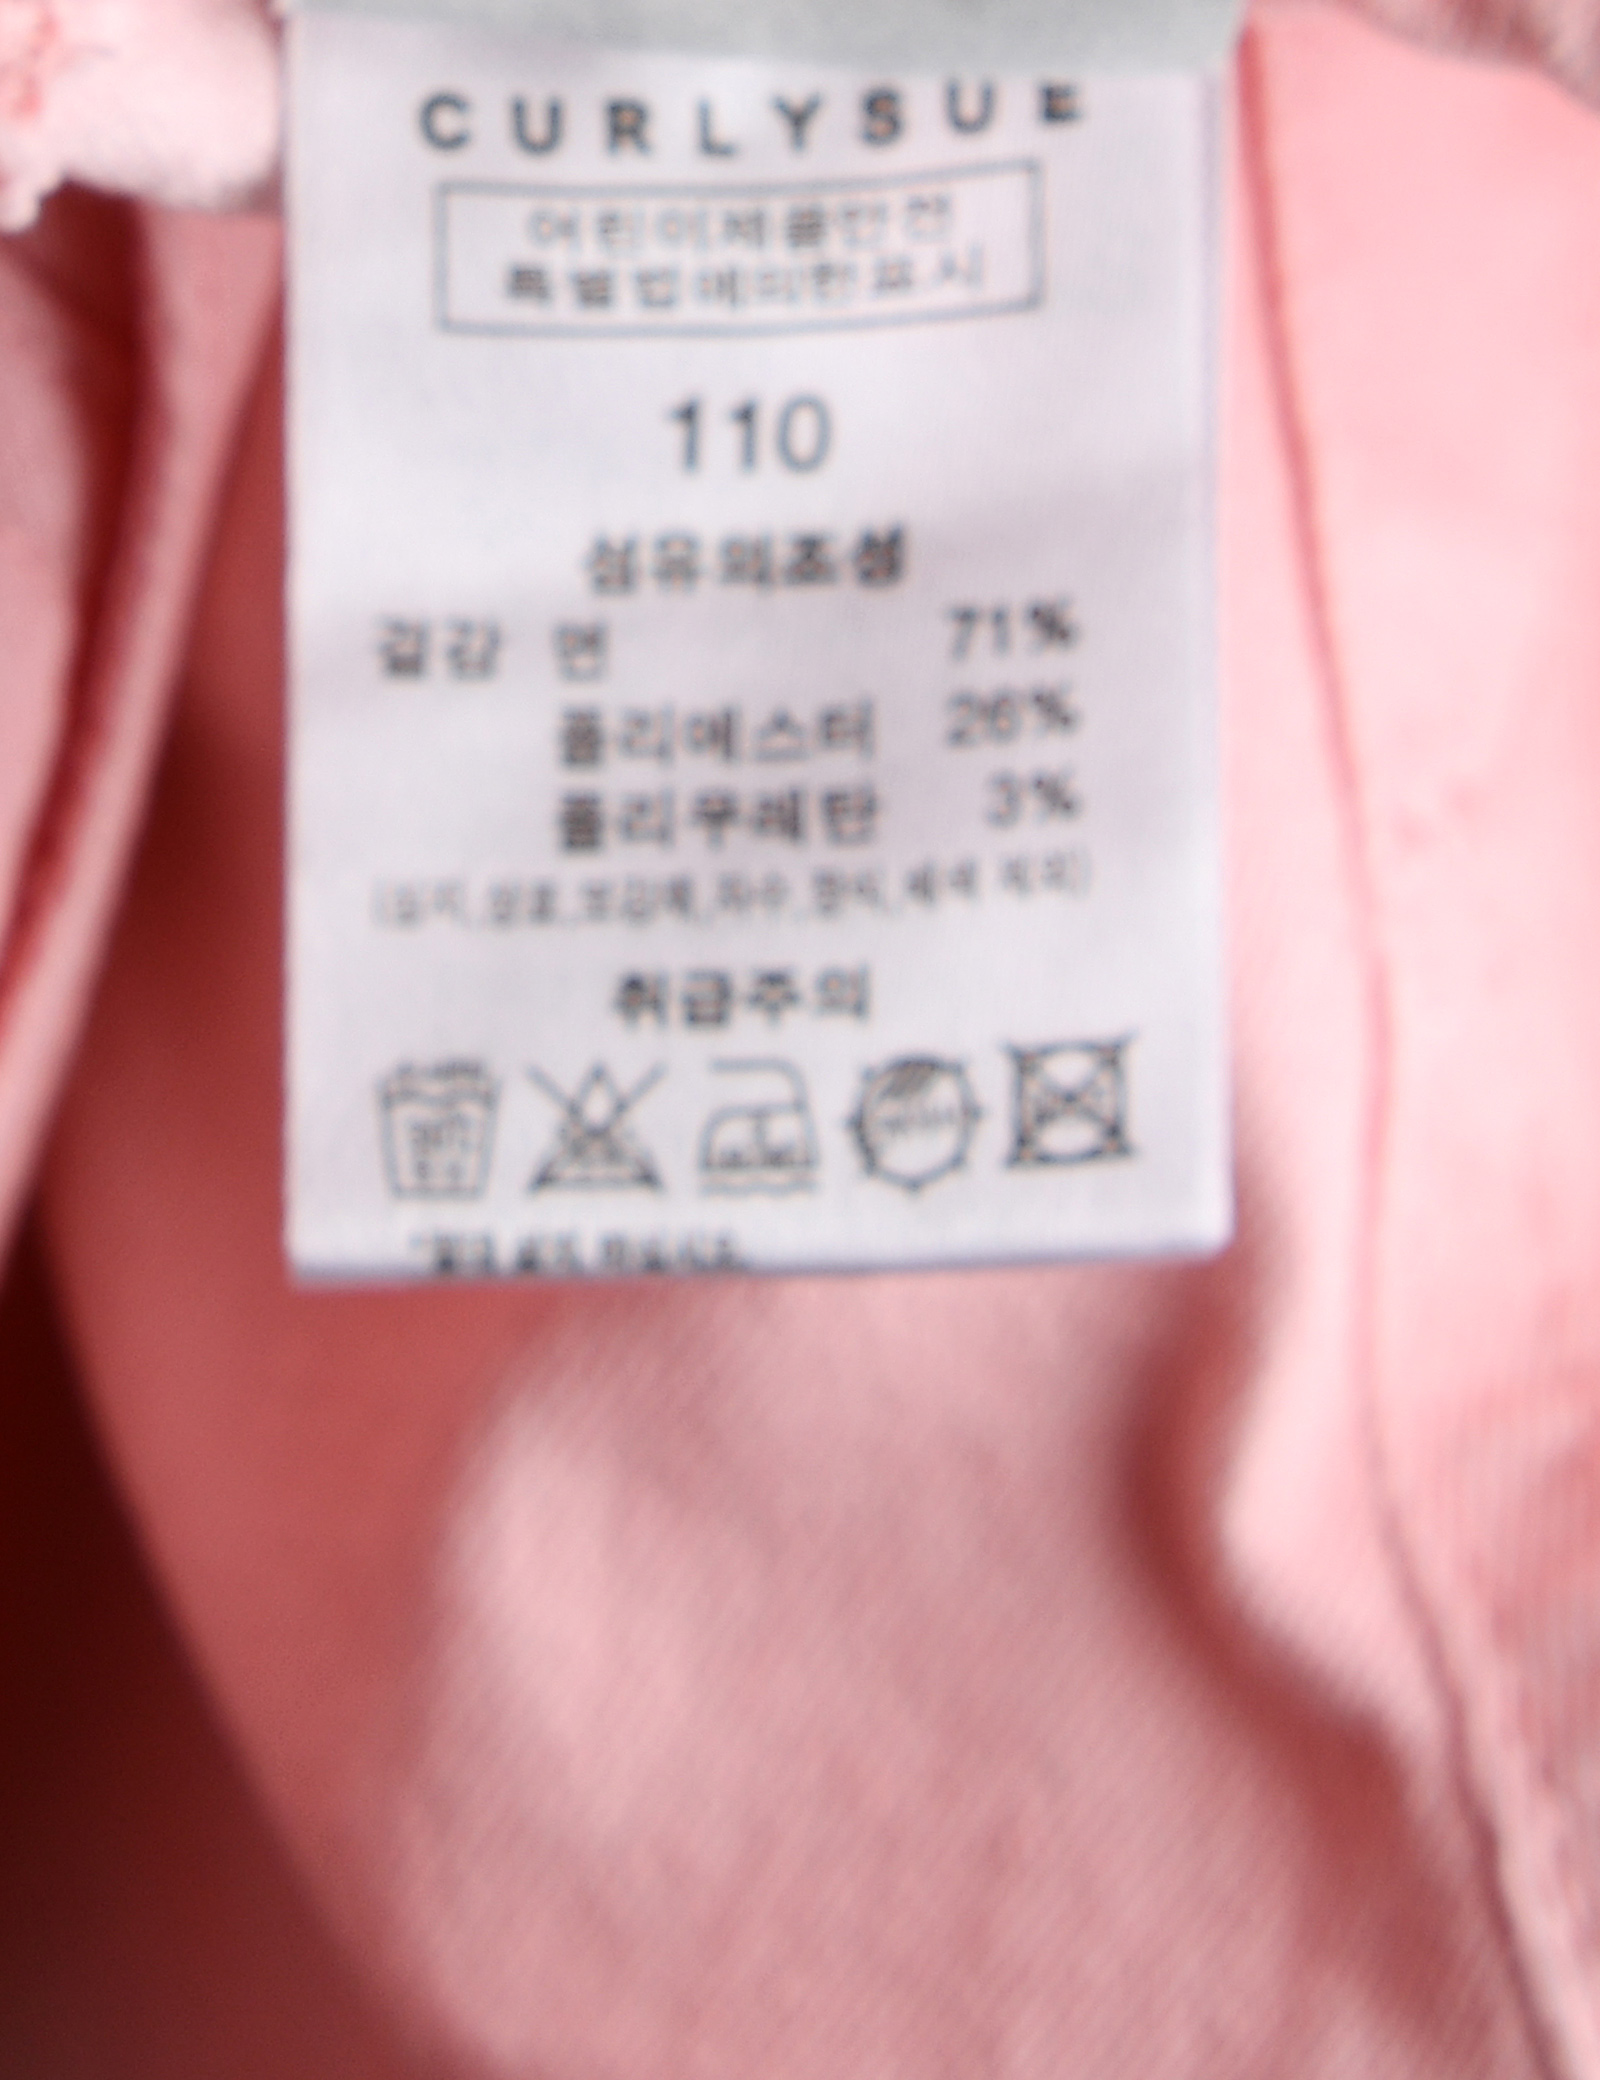 CURLYSUE
어린이제품안전
특별법에의한표시
110
섬유의조성
겉감 면 71%
폴리에스터 26%
폴리우레탄 3%
취급주의